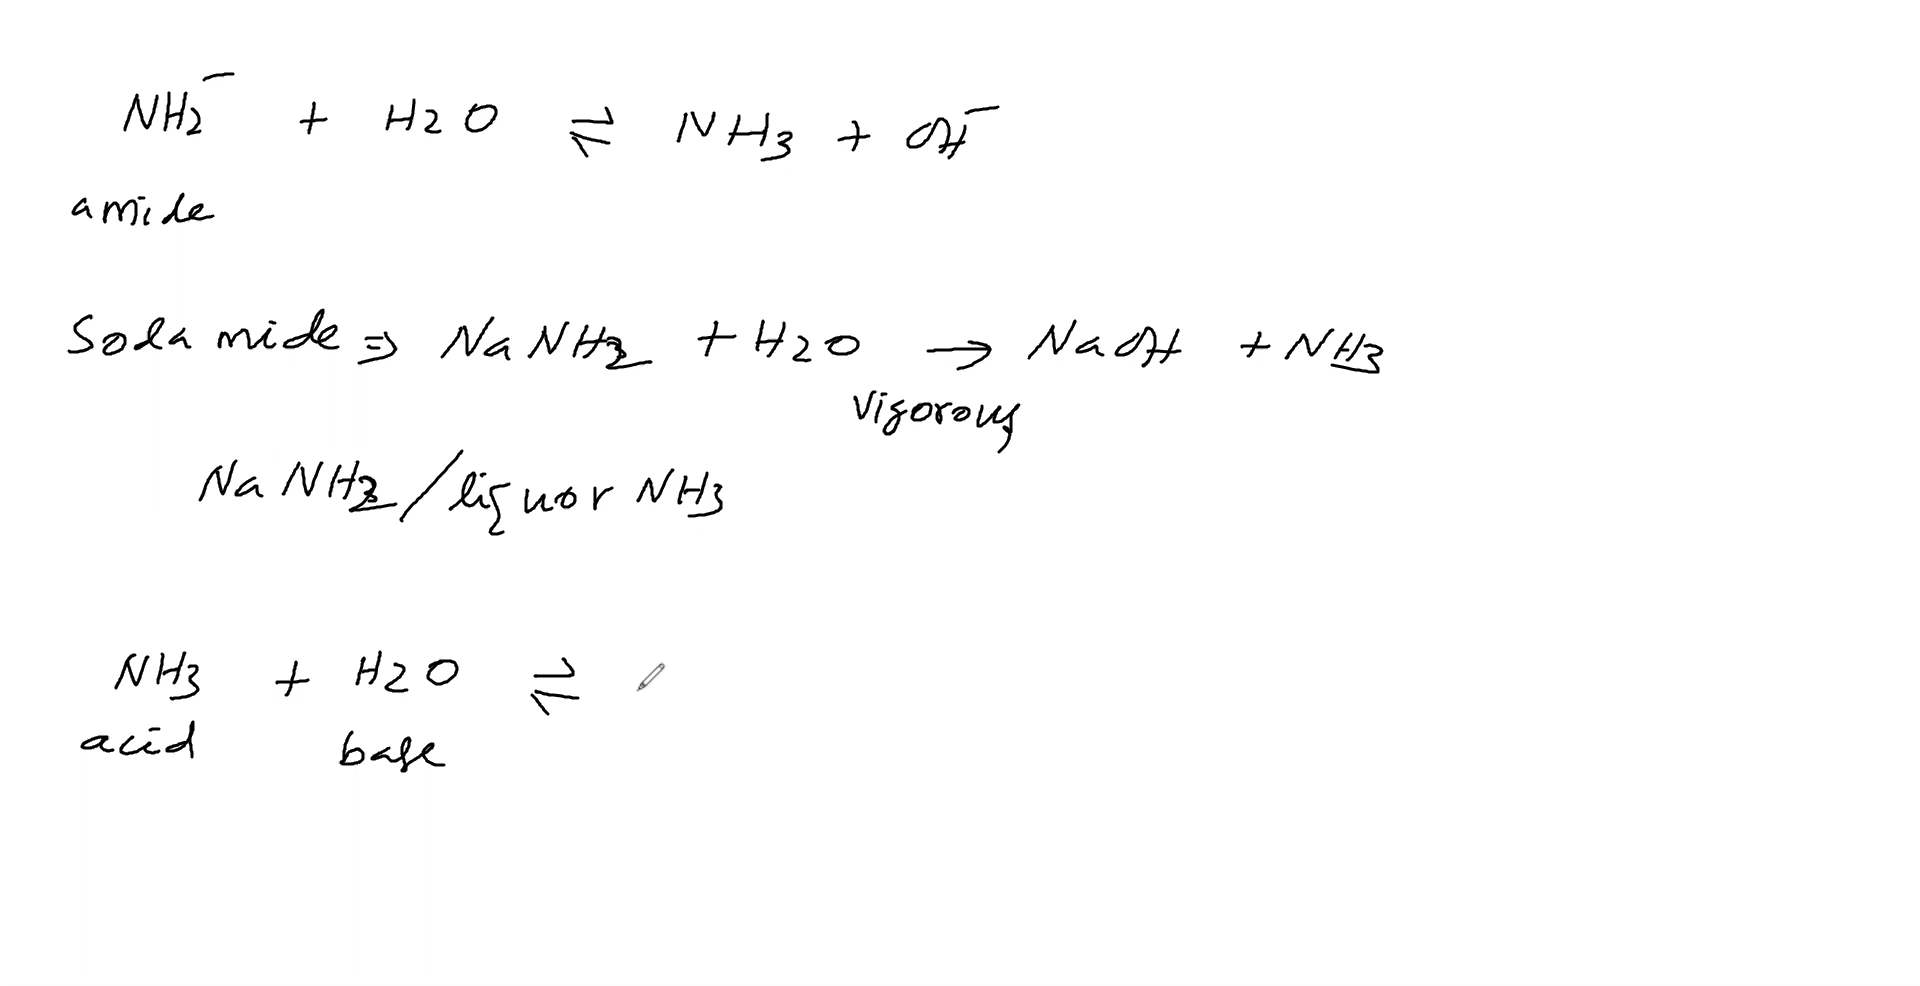 NH2⁻ + H2O ⇌ NH3 + OH⁻
amide
Sodamide ⇒ NaNH2 + H2O → NaOH + NH3
vigorous
NaNH2/liquor NH3
NH3 + H2O ⇌
acid base